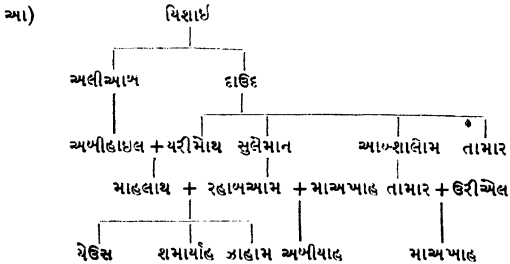 આ) યિશાઇ
અલીઆબ દાઉદ
અબીહાઇલ + યરીમોથ સુલેમાન આબ્શાલોમ તામાર
માહલાથ + રહાબઆમ + માઅખાહ તામાર + ઉરીએલ
યેઉસ શમાર્યાહ ઝાહામ અબીયાહ માઅખાહ